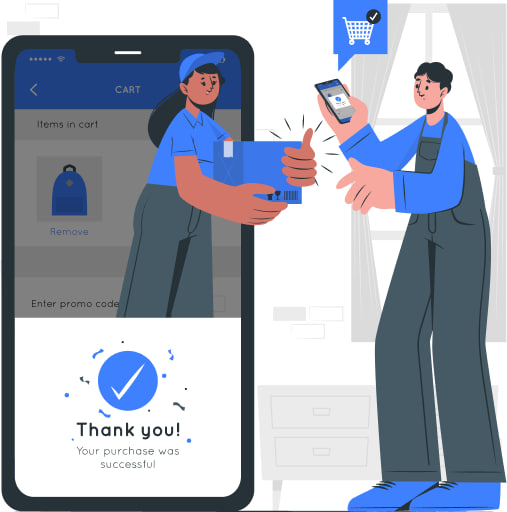 CART
Items in cart
Remove
Enter promo code
Thank you!
Your purchase was
successful